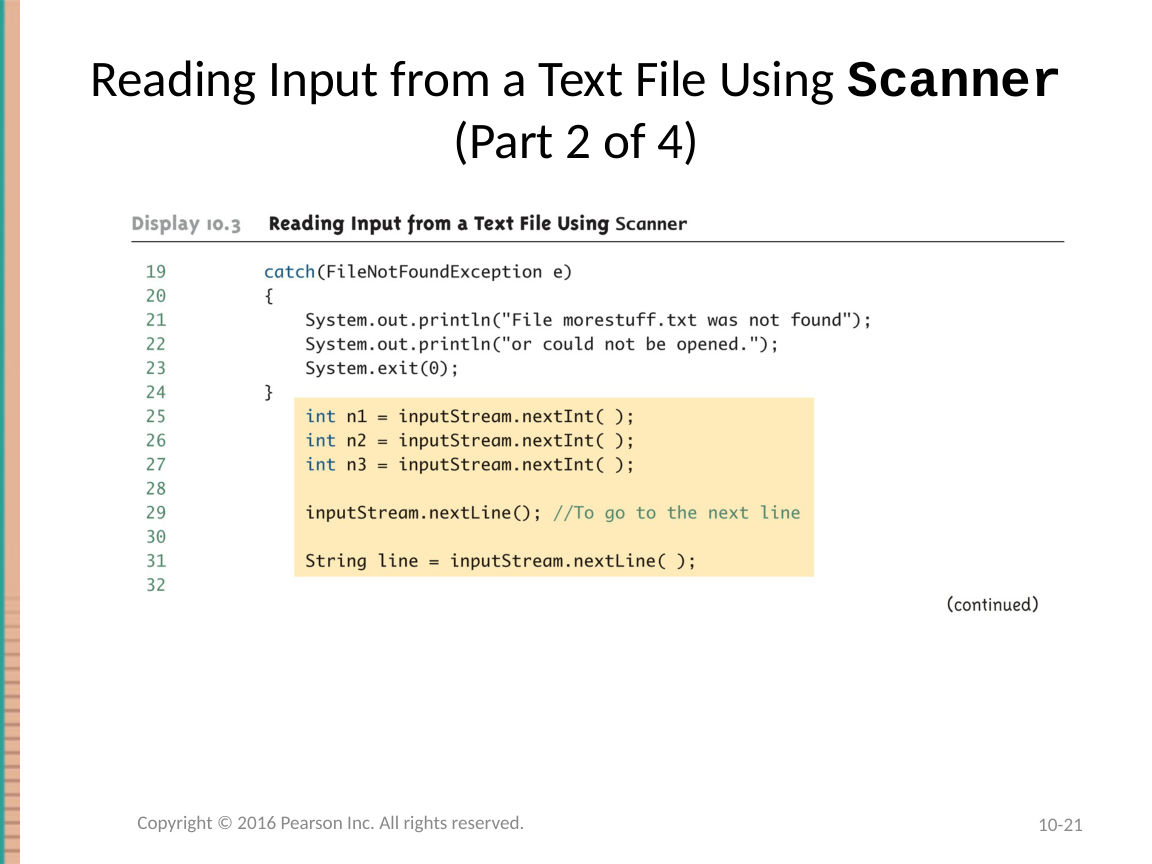 Reading Input from a Text File Using Scanner
(Part 2 of 4)
Display 10.3 Reading Input from a Text File Using Scanner
19 catch(FileNotFoundException e)
20 {
21 System.out.println("File morestuff.txt was not found");
22 System.out.println("or could not be opened.");
23 System.exit(0);
24 }
25 int n1 = inputStream.nextInt( );
26 int n2 = inputStream.nextInt( );
27 int n3 = inputStream.nextInt( );
28
29 inputStream.nextLine(); //To go to the next line
30
31 String line = inputStream.nextLine( );
32
(continued)
Copyright © 2016 Pearson Inc. All rights reserved.
10-21